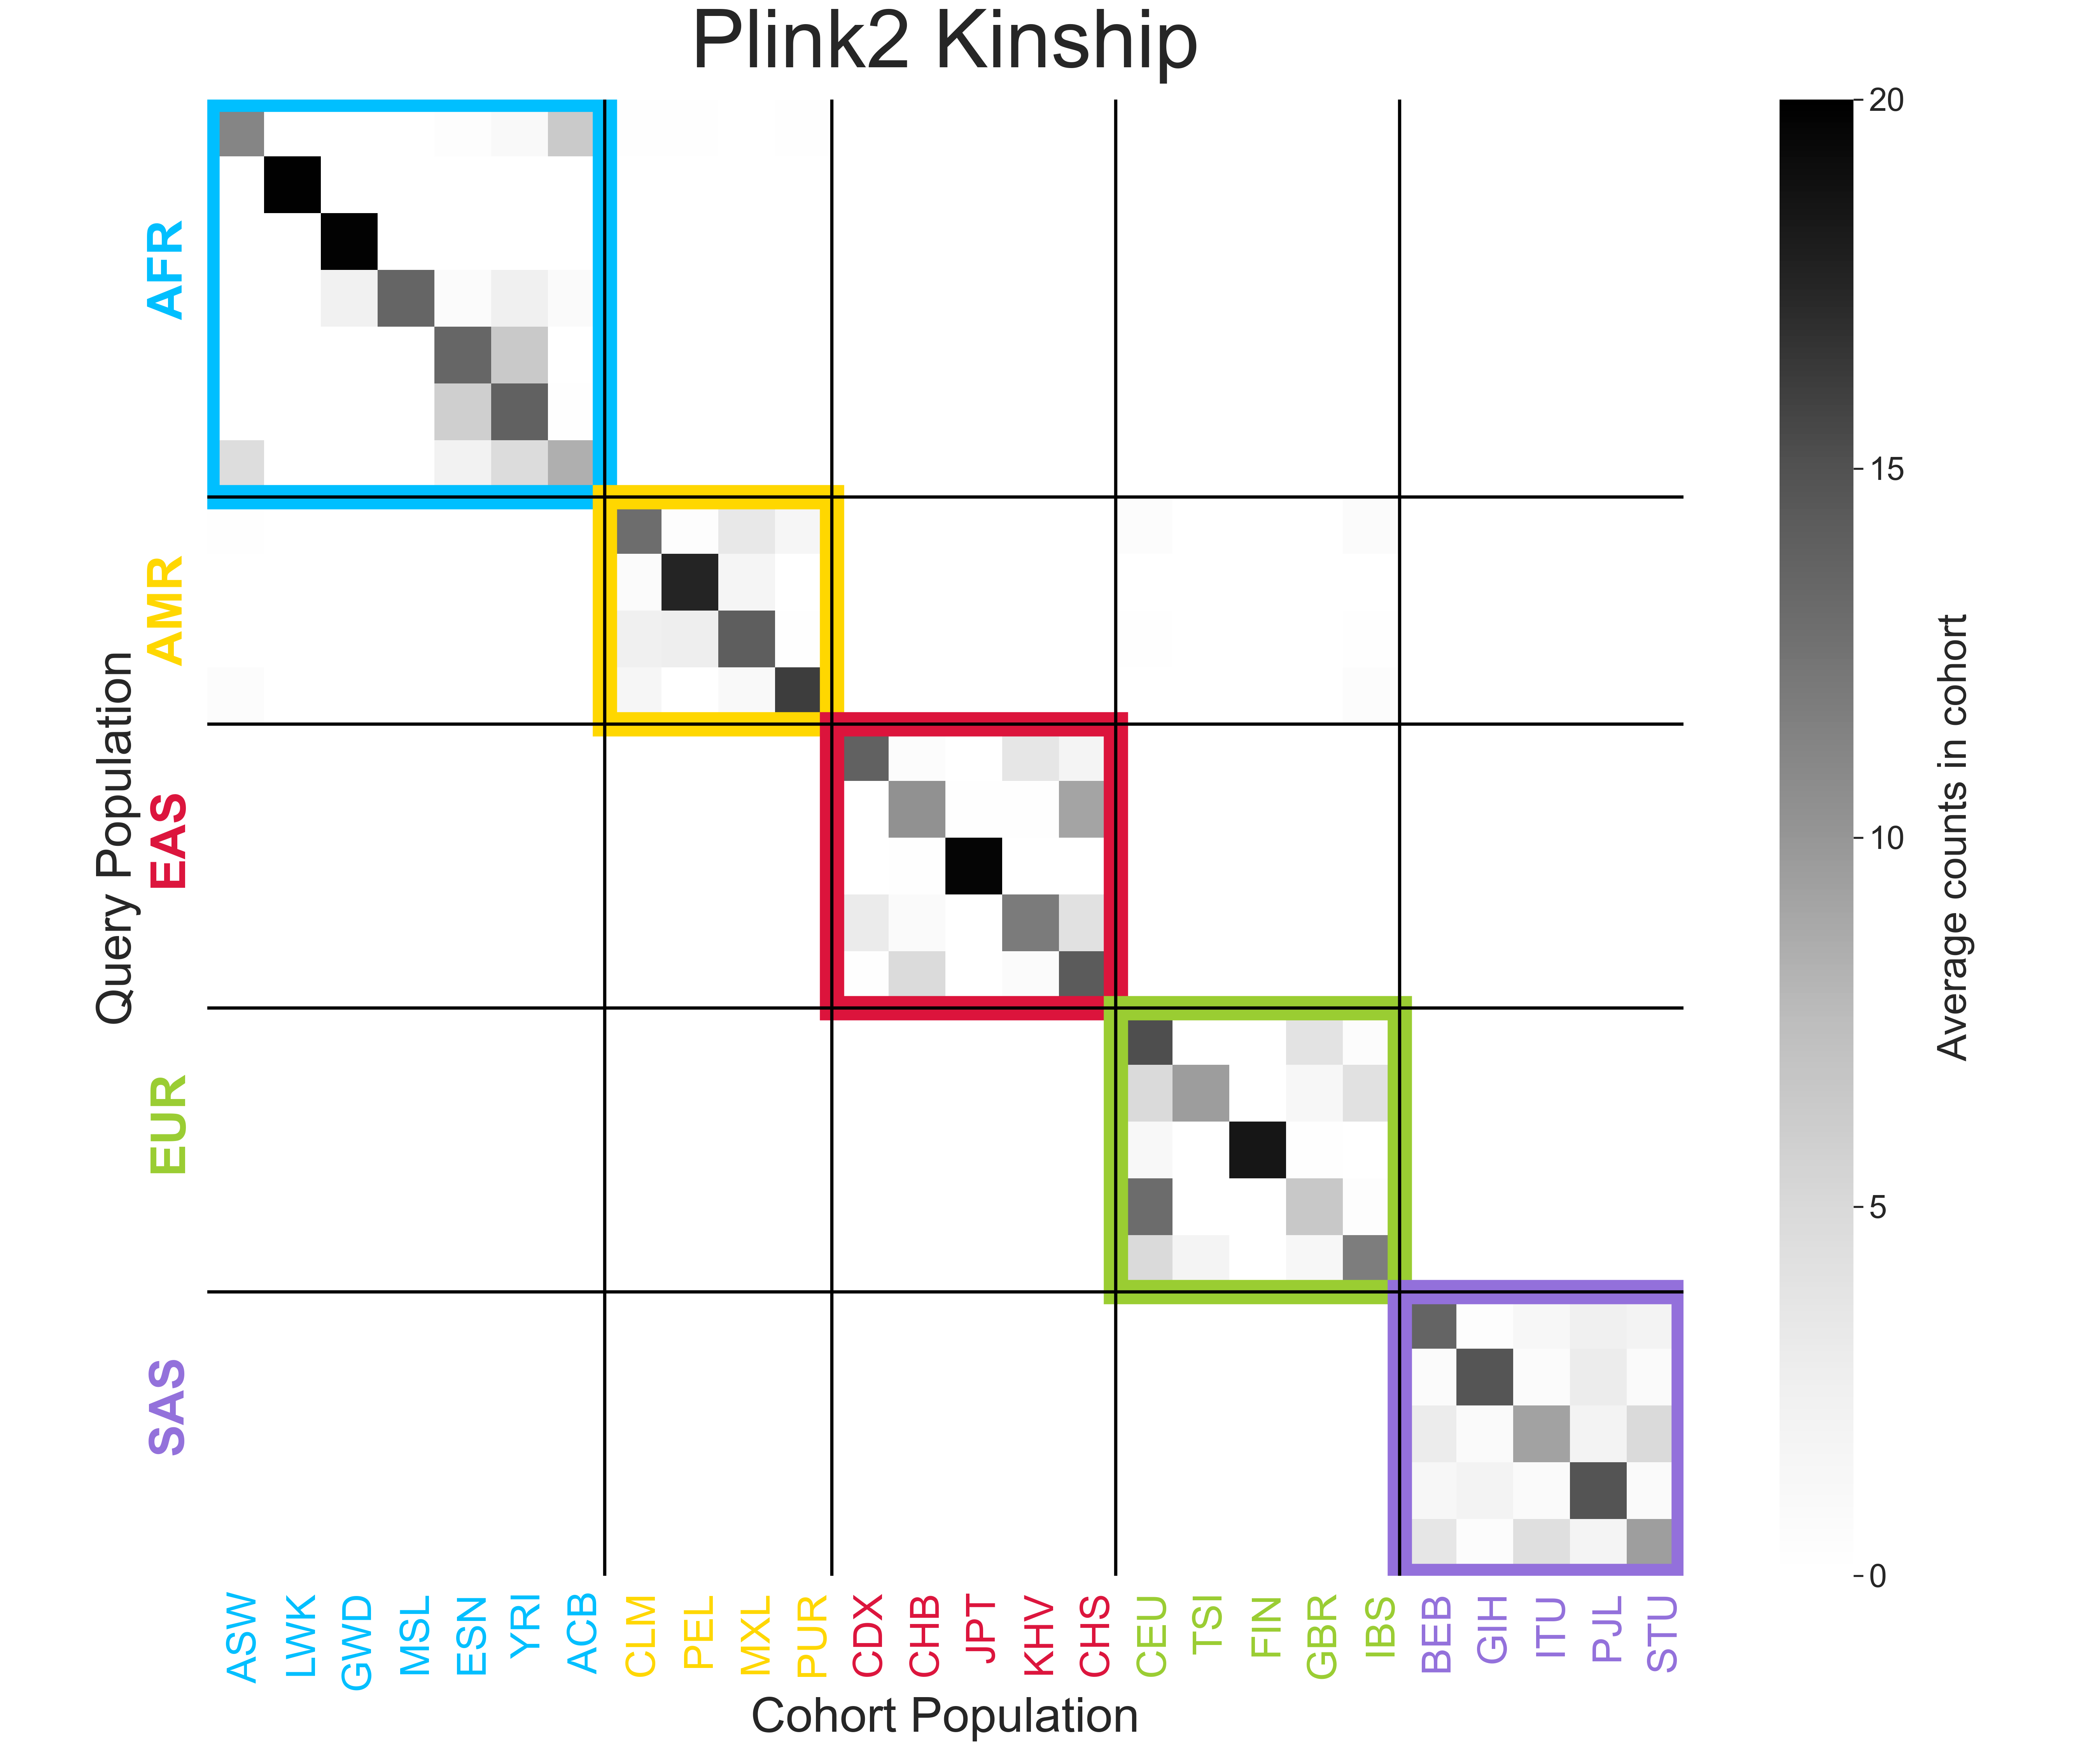 Plink2 Kinship
Query Population
AFR
AMR
EAS
EUR
SAS
ASW
LWK
GWD
MSL
ESN
YRI
ACB
CLM
PEL
MXL
PUR
CDX
CHB
JPT
KHV
CHS
CEU
TSI
FIN
GBR
IBS
BEB
GIH
ITU
PJL
STU
Cohort Population
20
15
10
5
0
Average counts in cohort